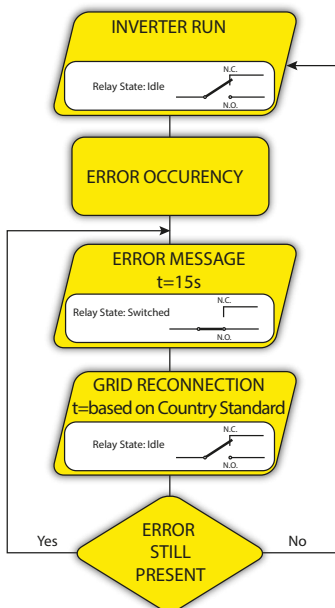 INVERTER RUN
N.C.
Relay State: Idle
N.O.
ERROR OCCURENCY
ERROR MESSAGE
t=15s
N.C.
Relay State: Switched
N.O.
GRID RECONNECTION
t=based on Country Standard
N.C.
Relay State: Idle
N.O.
Yes
ERROR
STILL
PRESENT
No